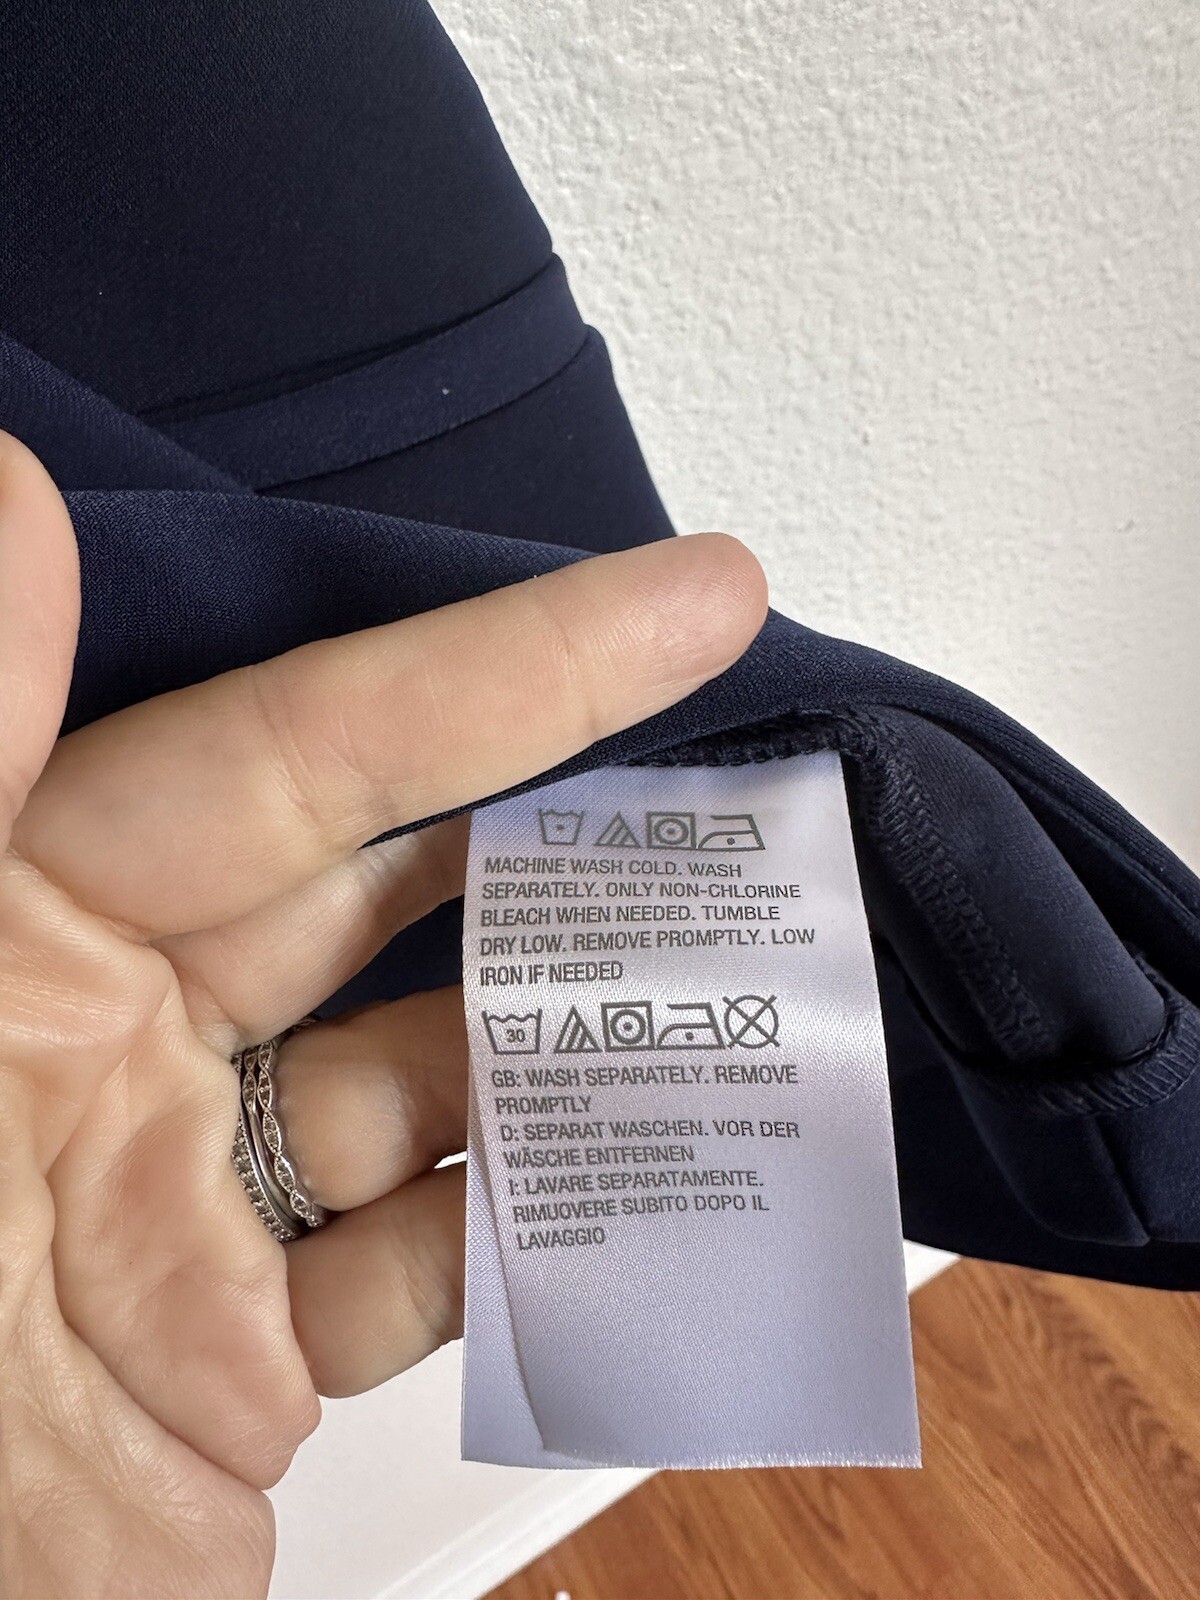 MACHINE WASH COLD. WASH
SEPARATELY. ONLY NON-CHLORINE
BLEACH WHEN NEEDED. TUMBLE
DRY LOW. REMOVE PROMPTLY. LOW
IRON IF NEEDED
30
GB: WASH SEPARATELY. REMOVE
PROMPTLY
D: SEPARAT WASCHEN. VOR DER
WÄSCHE ENTFERNEN
I: LAVARE SEPARATAMENTE.
RIMUOVERE SUBITO DOPO IL
LAVAGGIO